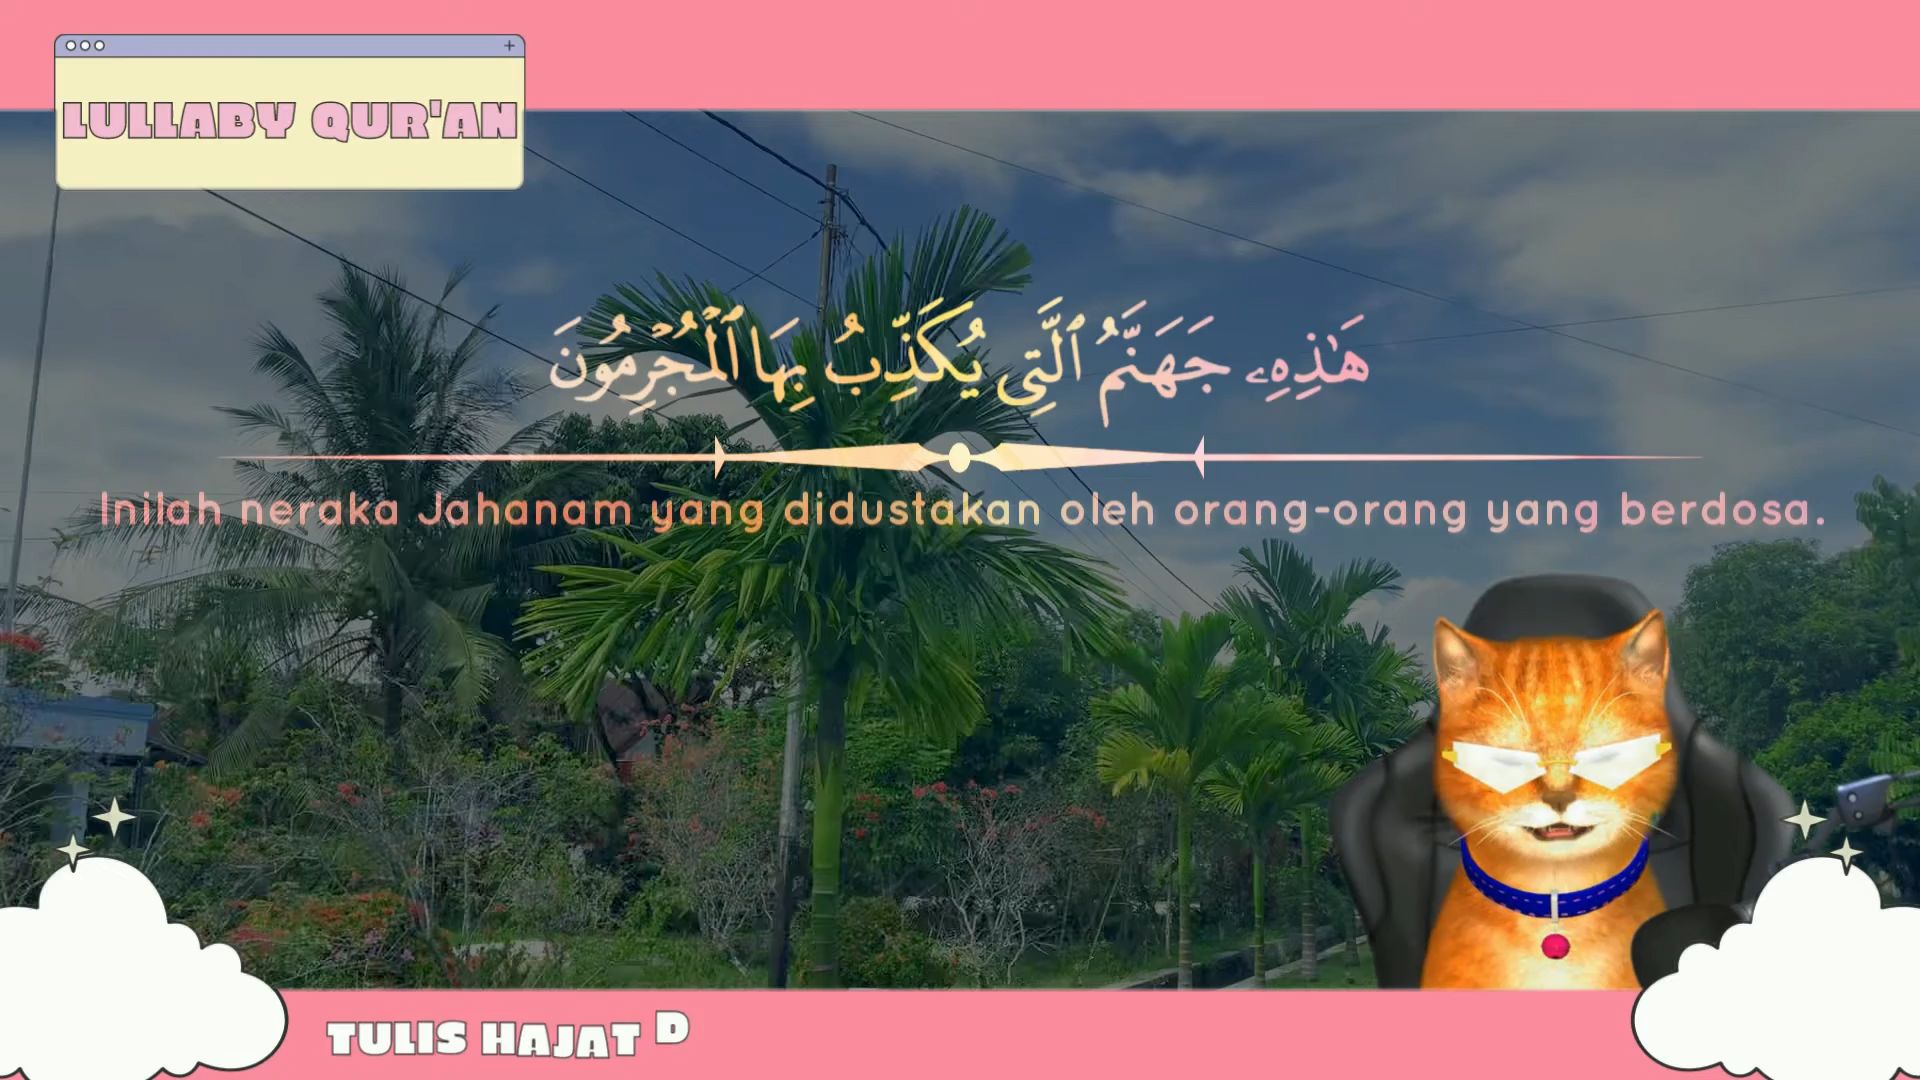 LULLABY QUR'AN
هَٰذِهِۦ جَهَنَّمُ ٱلَّتِى يُكَذِّبُ بِهَا ٱلْمُجْرِمُونَ
Inilah neraka Jahanam yang didustakan oleh orang-orang yang berdosa.
TULIS HAJAT D